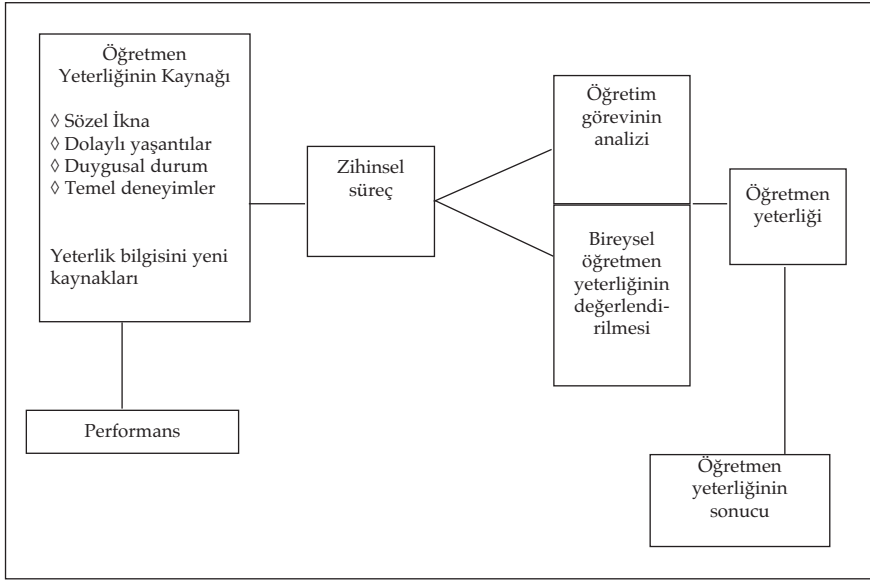 Öğretmen
Yeterliğinin Kaynağı
◊ Sözel İkna
◊ Dolaylı yaşantılar
◊ Duygusal durum
◊ Temel deneyimler
Yeterlik bilgisini yeni
kaynakları
Performans
Zihinsel
süreç
Öğretim
görevinin
analizi
Bireysel
öğretmen
yeterliğinin
değerlendi-
rilmesi
Öğretmen
yeterliği
Öğretmen
yeterliğinin
sonucu